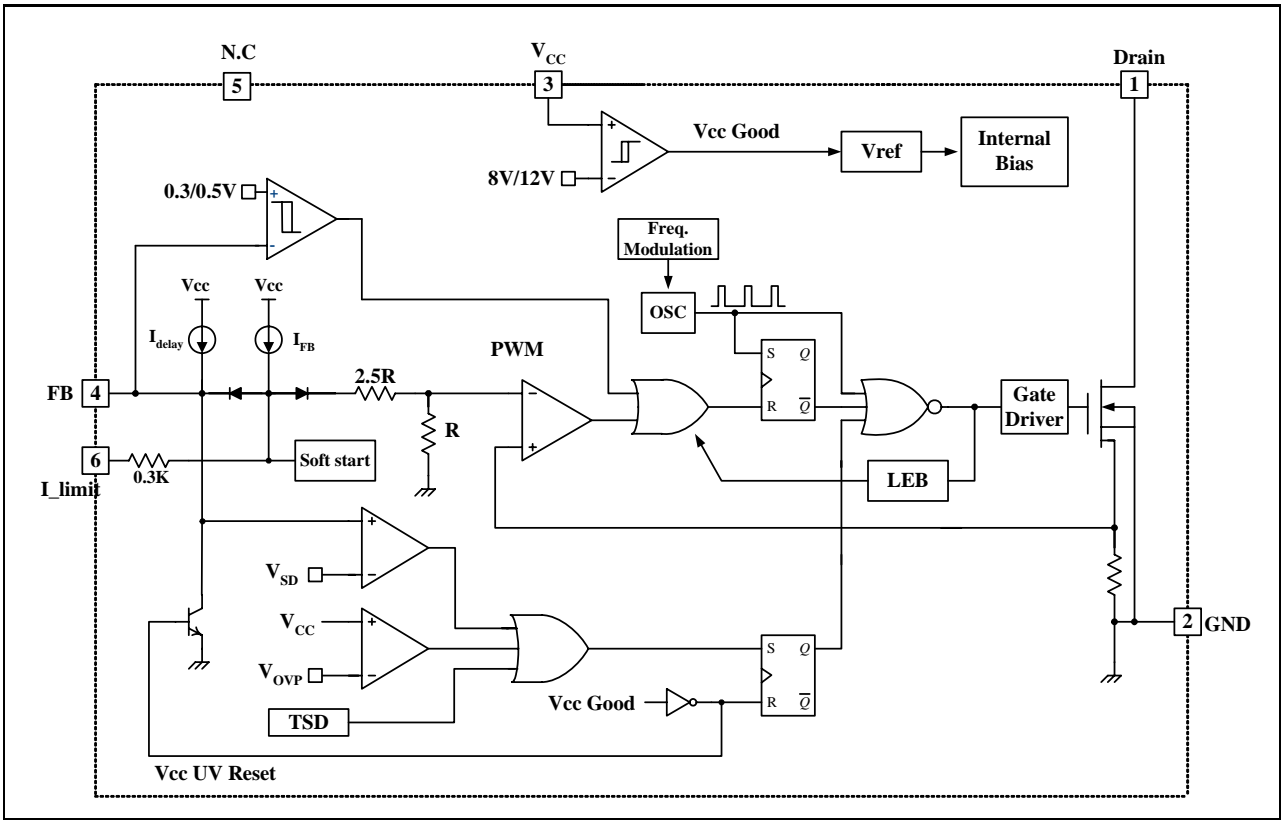 N.C
5
V_CC
3
Drain
1
Vcc Good
Vref
Internal
Bias
8V/12V
+
−
0.3/0.5V
+
-
Freq.
Modulation
OSC
Vcc
Vcc
I_delay
I_FB
PWM
S
Q
R
Q̅
FB
4
2.5R
R
−
+
Gate
Driver
6
I_limit
0.3K
Soft start
LEB
+
−
V_SD
V_CC
+
V_OVP
−
TSD
Vcc Good
S
Q
R
Q̅
2
GND
Vcc UV Reset